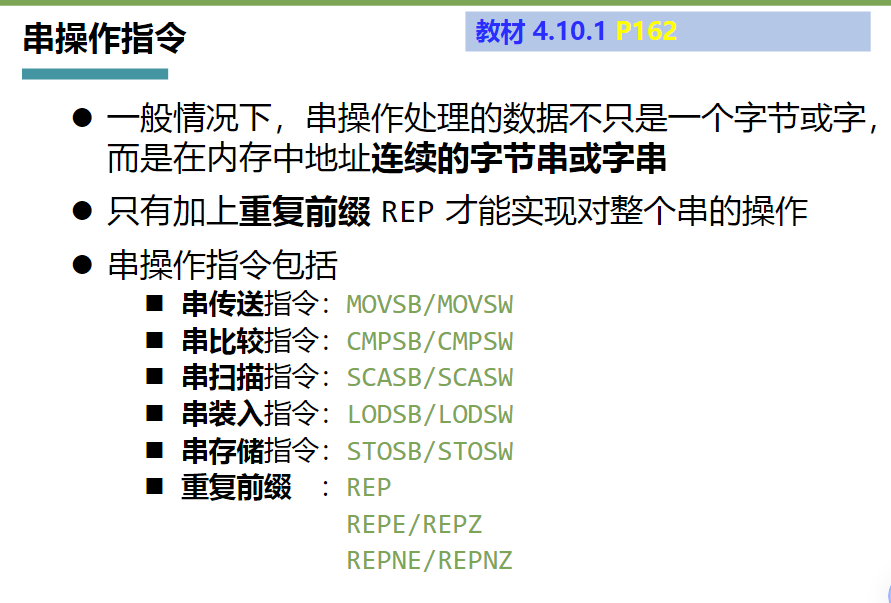 串操作指令
教材 4.10.1 P162
● 一般情况下，串操作处理的数据不只是一个字节或字，
而是在内存中地址连续的字节串或字串
● 只有加上重复前缀 REP 才能实现对整个串的操作
● 串操作指令包括
■ 串传送指令：MOVSB/MOVSW
■ 串比较指令：CMPSB/CMPSW
■ 串扫描指令：SCASB/SCASW
■ 串装入指令：LODSB/LODSW
■ 串存储指令：STOSB/STOSW
■ 重复前缀 ：REP
REPE/REPZ
REPNE/REPNZ